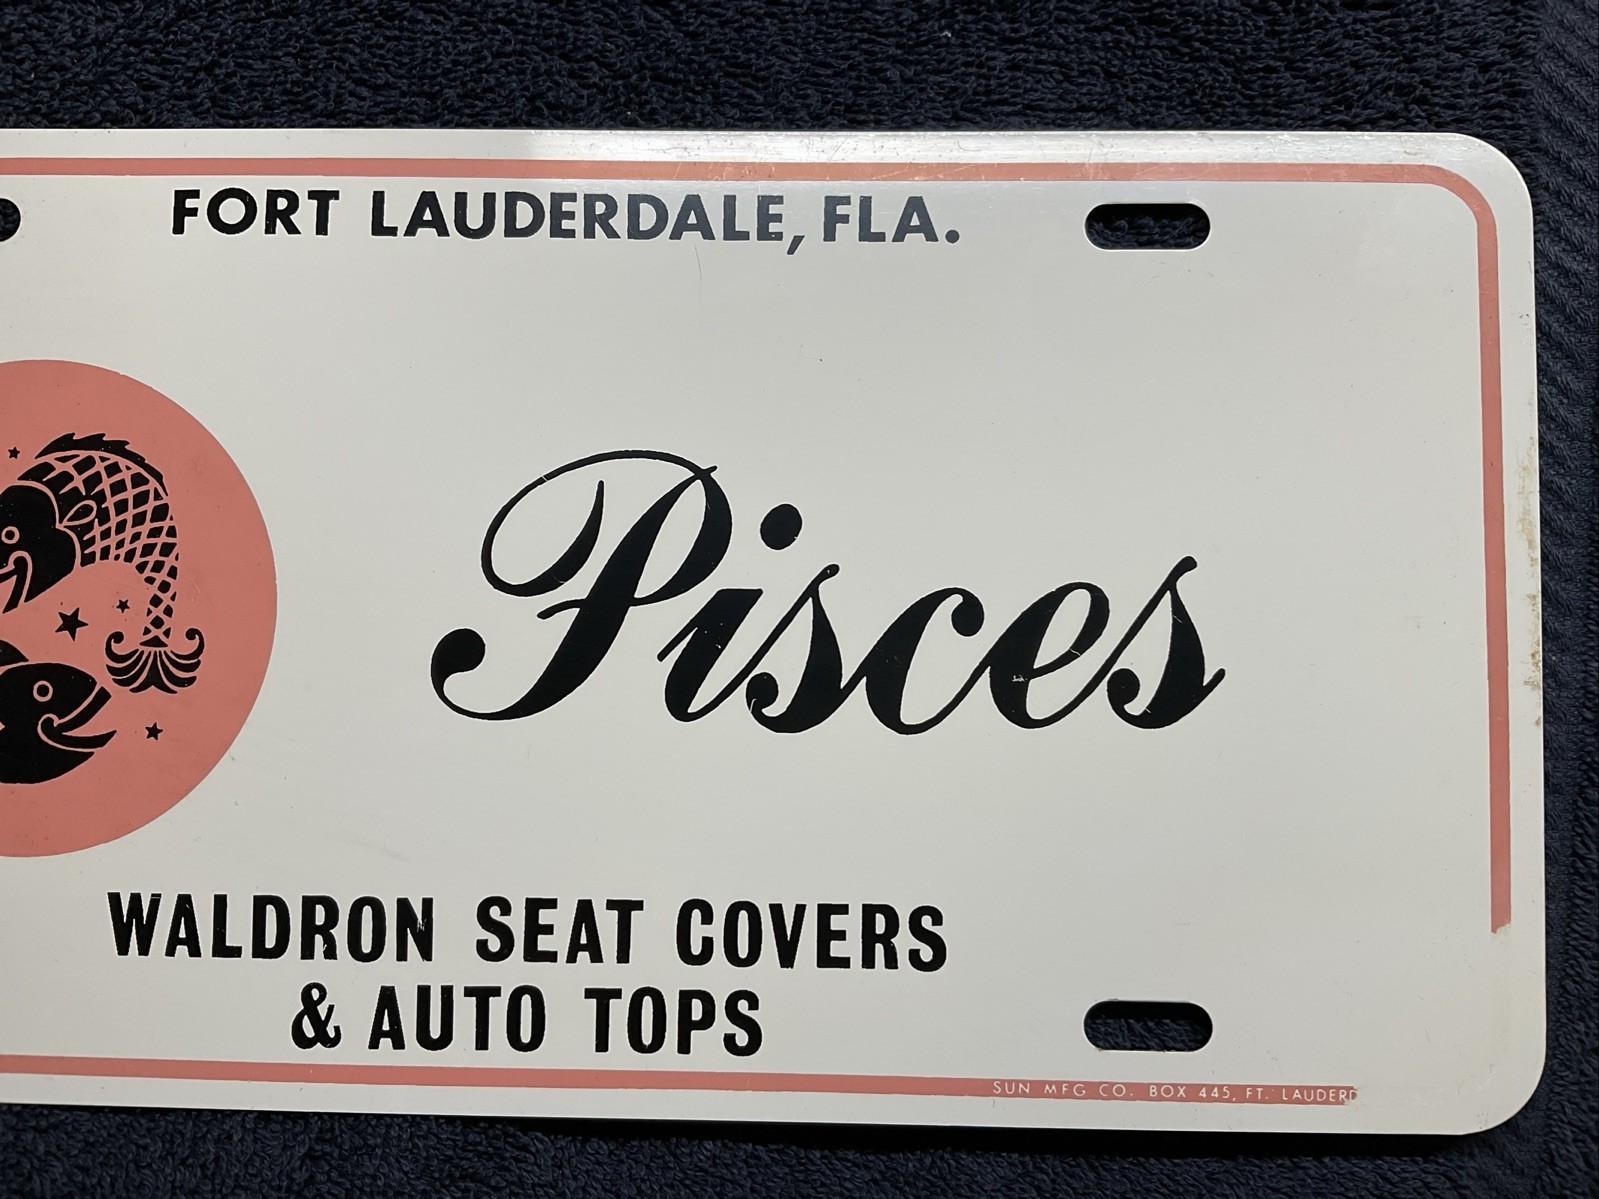 FORT LAUDERDALE, FLA.
Pisces
WALDRON SEAT COVERS
& AUTO TOPS
SUN MFG CO. BOX 445, FT. LAUDERD